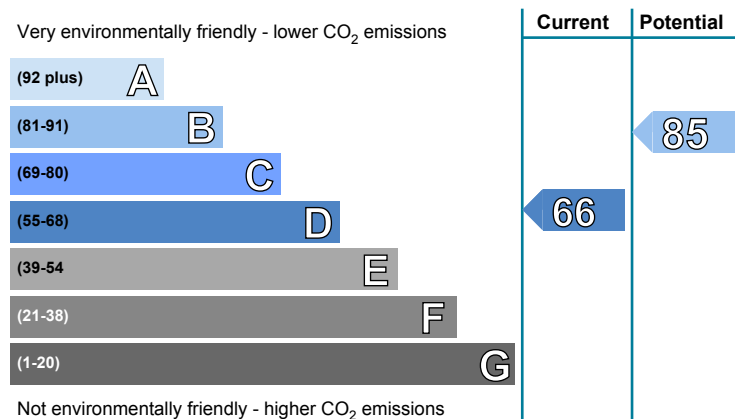 Very environmentally friendly - lower CO₂ emissions
Current
Potential
(92 plus) A
(81-91) B
(69-80) C
(55-68) D
(39-54 E
(21-38) F
(1-20) G
85
66
Not environmentally friendly - higher CO₂ emissions